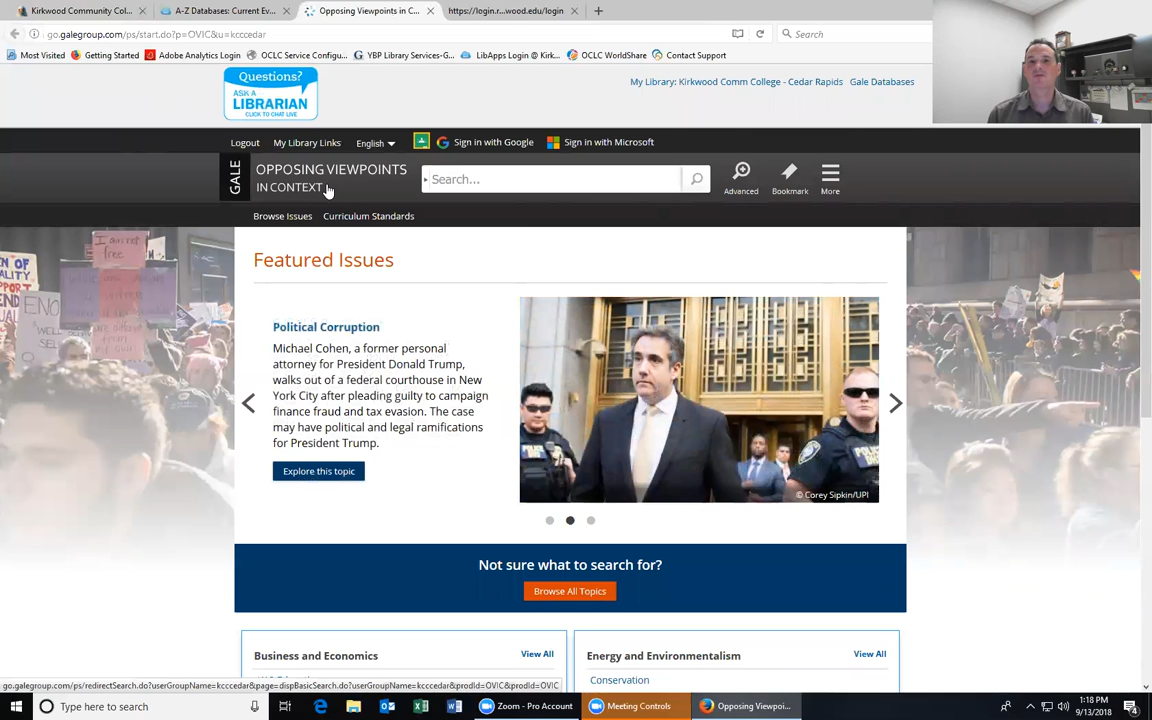 Kirkwood Community Col...
A-Z Databases: Current Ev...
Opposing Viewpoints in C...
https://login.r...wood.edu/login
go.galegroup.com/ps/start.do?p=OVIC&u=kcccedar
Search
Most Visited
Getting Started
Adobe Analytics Login
OCLC Service Configu...
YBP Library Services-G...
LibApps Login @ Kirk...
OCLC WorldShare
Contact Support
Questions?
ASK A
LIBRARIAN
CLICK TO CHAT LIVE
My Library: Kirkwood Comm College - Cedar Rapids
Gale Databases
Logout
My Library Links
English
Sign in with Google
Sign in with Microsoft
GALE
OPPOSING VIEWPOINTS
IN CONTEXT
Search...
Advanced
Bookmark
More
Browse Issues
Curriculum Standards
Featured Issues
Political Corruption
Michael Cohen, a former personal
attorney for President Donald Trump,
walks out of a federal courthouse in New
York City after pleading guilty to campaign
finance fraud and tax evasion. The case
may have political and legal ramifications
for President Trump.
Explore this topic
© Corey Sipkin/UPI
Not sure what to search for?
Browse All Topics
Business and Economics
View All
Energy and Environmentalism
View All
Conservation
go.galegroup.com/ps/redirectSearch.do?userGroupName=kcccedar&page=dispBasicSearch.do?userGroupName=kcccedar&prodId=OVIC&prodId=OVIC
Type here to search
Zoom - Pro Account
Meeting Controls
Opposing Viewpoi...
1:18 PM
9/13/2018